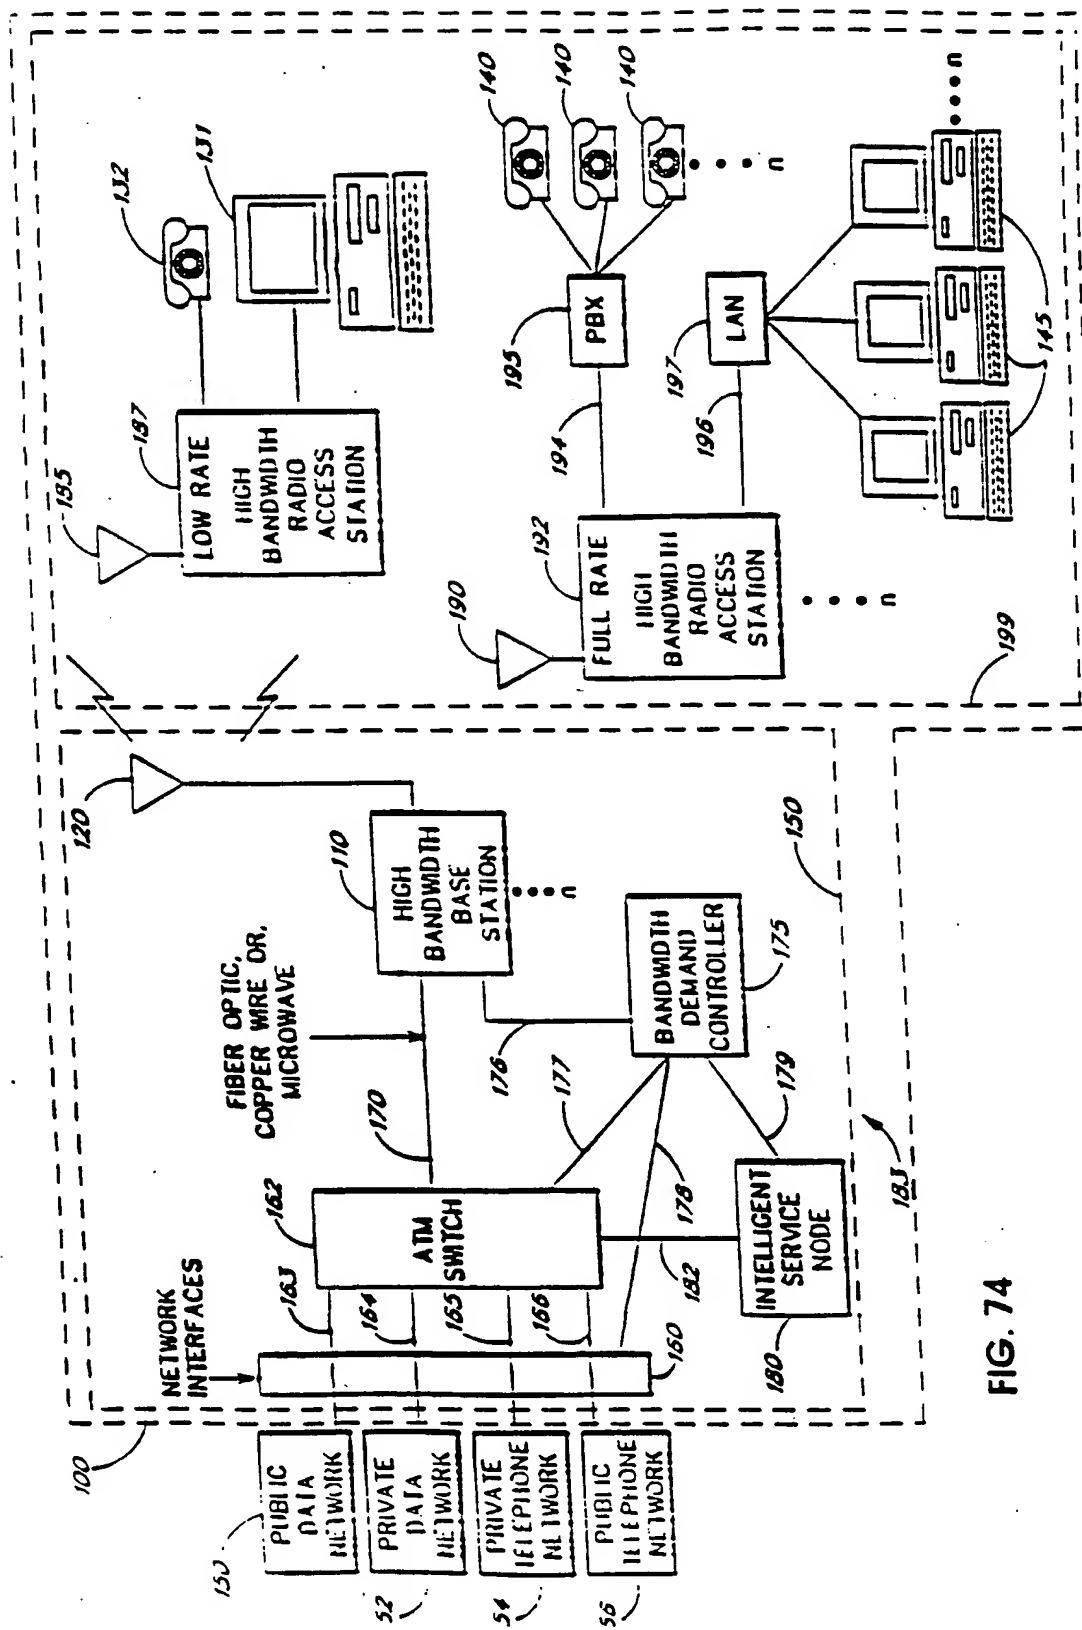 100
NETWORK
INTERFACES
150
PUBLIC
DATA
NETWORK
52
PRIVATE
DATA
NETWORK
54
PRIVATE
TELEPHONE
NETWORK
56
PUBLIC
TELEPHONE
NETWORK
160
163
164
165
166
162
ATM
SWITCH
170
FIBER OPTIC,
COPPER WIRE OR,
MICROWAVE
110
HIGH
BANDWIDTH
BASE
STATION
n
120
176
177
178
179
182
BANDWIDTH
DEMAND
CONTROLLER
175
INTELLIGENT
SERVICE
NODE
180
150
183
185
187
LOW RATE
HIGH
BANDWIDTH
RADIO
ACCESS
STATION
132
131
190
192
FULL RATE
HIGH
BANDWIDTH
RADIO
ACCESS
STATION
n
194
195
PBX
140
140
140
n
196
197
LAN
145
n
199
FIG. 74